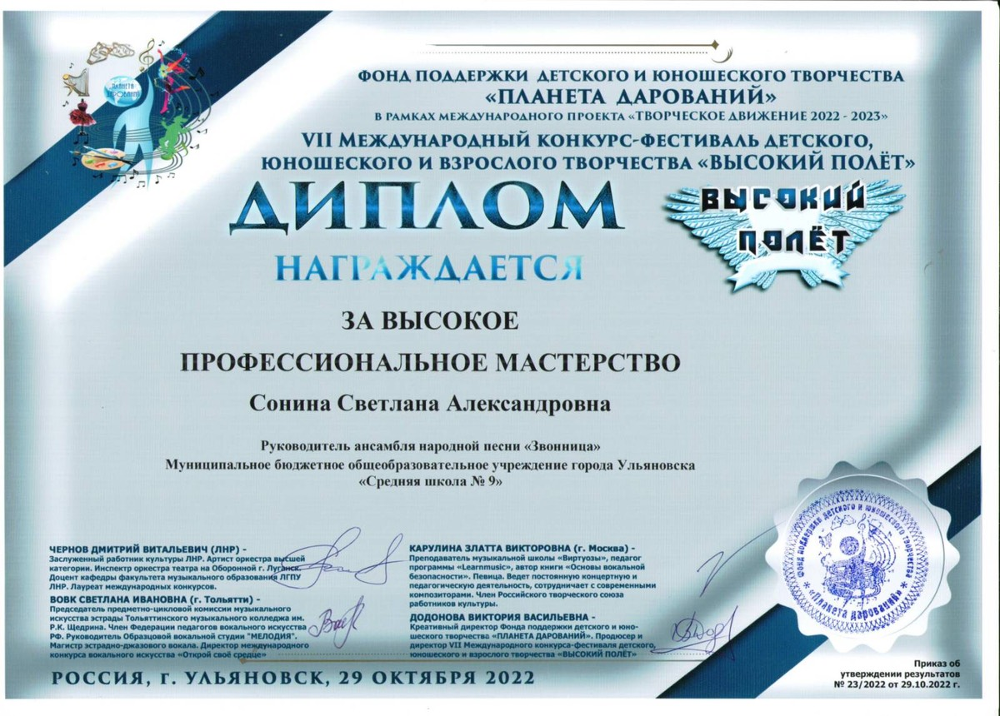 ПЛАНЕТА
ДАРОВАНИЙ
ФОНД ПОДДЕРЖКИ ДЕТСКОГО И ЮНОШЕСКОГО ТВОРЧЕСТВА
«ПЛАНЕТА ДАРОВАНИЙ»
В РАМКАХ МЕЖДУНАРОДНОГО ПРОЕКТА «ТВОРЧЕСКОЕ ДВИЖЕНИЕ 2022 - 2023»
VII МЕЖДУНАРОДНЫЙ КОНКУРС-ФЕСТИВАЛЬ ДЕТСКОГО,
ЮНОШЕСКОГО И ВЗРОСЛОГО ТВОРЧЕСТВА «ВЫСОКИЙ ПОЛЁТ»
ДИПЛОМ
ВЫСОКИЙ
ПОЛЁТ
НАГРАЖДАЕТСЯ
ЗА ВЫСОКОЕ
ПРОФЕССИОНАЛЬНОЕ МАСТЕРСТВО
Сонина Светлана Александровна
Руководитель ансамбля народной песни «Звонница»
Муниципальное бюджетное общеобразовательное учреждение города Ульяновска
«Средняя школа № 9»
ЧЕРНОВ ДМИТРИЙ ВИТАЛЬЕВИЧ (ЛНР) -
Заслуженный работник культуры ЛНР. Артист оркестра высшей
категории. Инспектор оркестра театра на Оборонной г. Луганск.
Доцент кафедры факультета музыкального образования ЛГПУ
ЛНР. Лауреат международных конкурсов.
ВОВК СВЕТЛАНА ИВАНОВНА (г. Тольятти) -
Председатель предметно-цикловой комиссии музыкального
искусства эстрады Тольяттинского музыкального колледжа им.
Р.К. Щедрина. Член Федерации педагогов вокального искусства
РФ. Руководитель Образцовой вокальной студии "МЕЛОДИЯ".
Магистр эстрадно-джазового вокала. Директор международного
конкурса вокального искусства «Открой своё сердце»
КАРУЛИНА ЗЛАТТА ВИКТОРОВНА (г. Москва) -
Преподаватель музыкальной школы «Виртуозы», педагог
программы «Learnmusic», автор книги «Основы вокальной
безопасности». Певица. Ведет постоянную концертную и
педагогическую деятельность, сотрудничает с современными
композиторами. Член Российского творческого союза
работников культуры.
ДОДОНОВА ВИКТОРИЯ ВАСИЛЬЕВНА -
Креативный директор Фонда поддержки детского и юно-
шеского творчества «ПЛАНЕТА ДАРОВАНИЙ». Продюсер и
директор VII Международного конкурса-фестиваля детского,
юношеского и взрослого творчества «ВЫСОКИЙ ПОЛЁТ»
Фонд поддержки детского и юношеского творчества
«Планета дарований»
РОССИЯ, г. УЛЬЯНОВСК, 29 ОКТЯБРЯ 2022
Приказ об
утверждении результатов
№ 23/2022 от 29.10.2022 г.